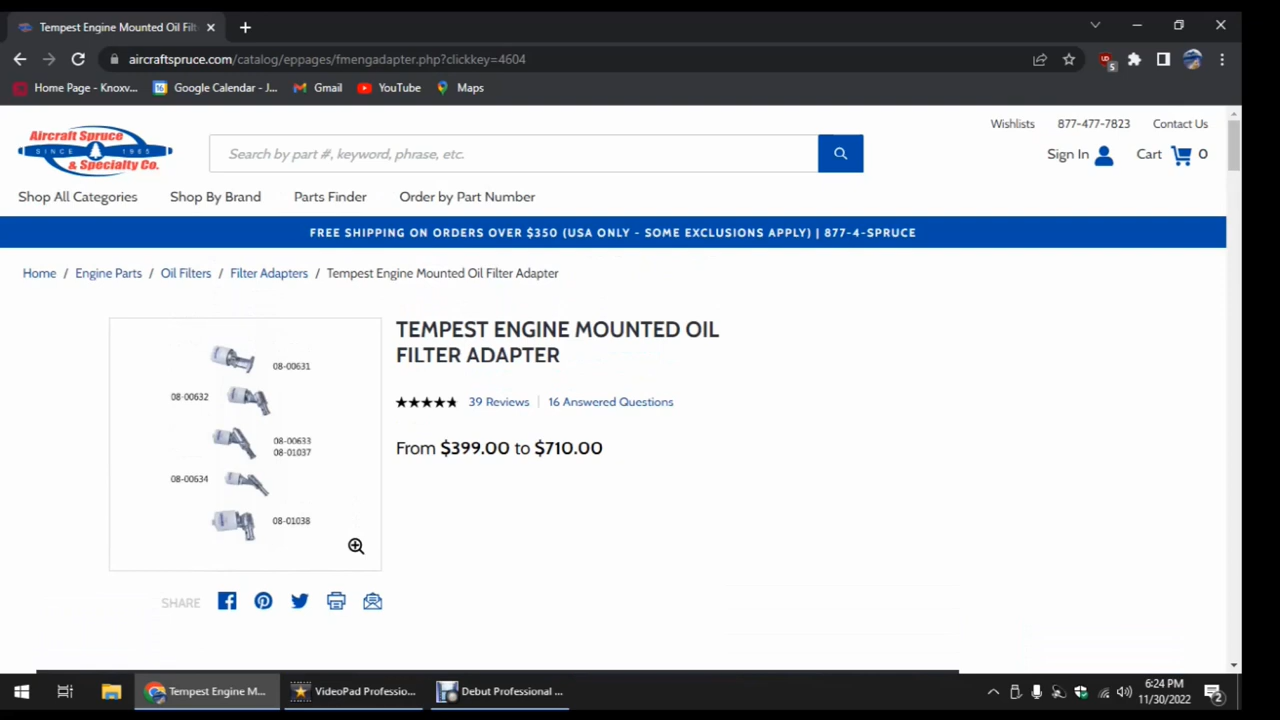 Tempest Engine Mounted Oil Filt
aircraftspruce.com/catalog/eppages/fmengadapter.php?clickkey=4604
Home Page - Knoxv...
Google Calendar - J...
Gmail
YouTube
Maps
Aircraft Spruce
SINCE 1965
& Specialty Co.
Search by part #, keyword, phrase, etc.
Wishlists
877-477-7823
Contact Us
Sign In
Cart
0
Shop All Categories
Shop By Brand
Parts Finder
Order by Part Number
FREE SHIPPING ON ORDERS OVER $350 (USA ONLY - SOME EXCLUSIONS APPLY) | 877-4-SPRUCE
Home / Engine Parts / Oil Filters / Filter Adapters / Tempest Engine Mounted Oil Filter Adapter
08-00631
08-00632
08-00633
08-01037
08-00634
08-01038
TEMPEST ENGINE MOUNTED OIL
FILTER ADAPTER
39 Reviews
16 Answered Questions
From $399.00 to $710.00
SHARE
Tempest Engine M...
VideoPad Professio...
Debut Professional ...
6:24 PM
11/30/2022
2